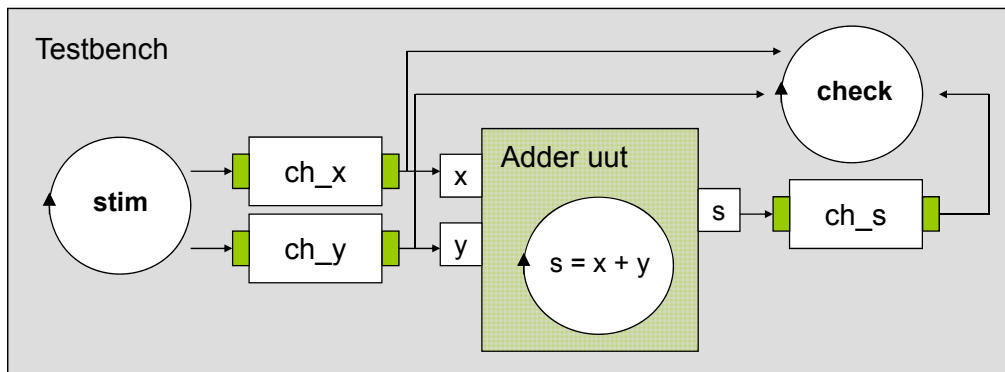 Testbench
check
Adder uut
ch_x
x
stim
s
ch_s
ch_y
y
s = x + y